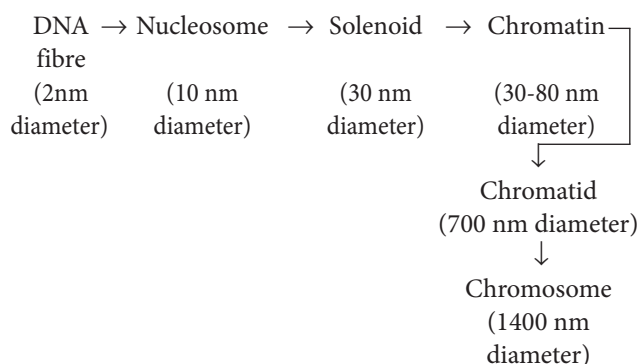 DNA → Nucleosome → Solenoid → Chromatin
fibre
(2nm (10 nm (30 nm (30-80 nm
diameter) diameter) diameter) diameter)
Chromatid
(700 nm diameter)
↓
Chromosome
(1400 nm
diameter)